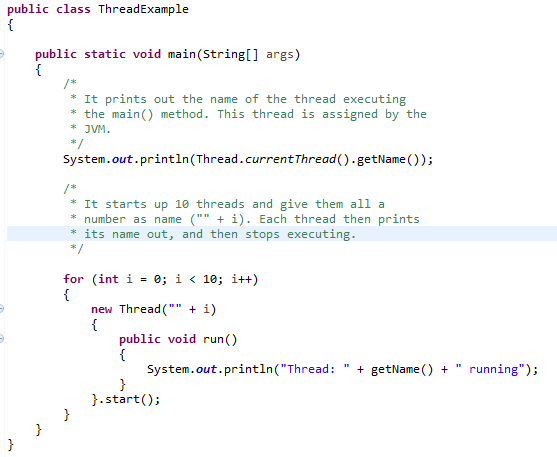 public class ThreadExample
{
public static void main(String[] args)
{
/*
* It prints out the name of the thread executing
* the main() method. This thread is assigned by the
* JVM.
*/
System.out.println(Thread.currentThread().getName());
/*
* It starts up 10 threads and give them all a
* number as name ("" + i). Each thread then prints
* its name out, and then stops executing.
*/
for (int i = 0; i < 10; i++)
{
new Thread("" + i)
{
public void run()
{
System.out.println("Thread: " + getName() + " running");
}
}.start();
}
}
}